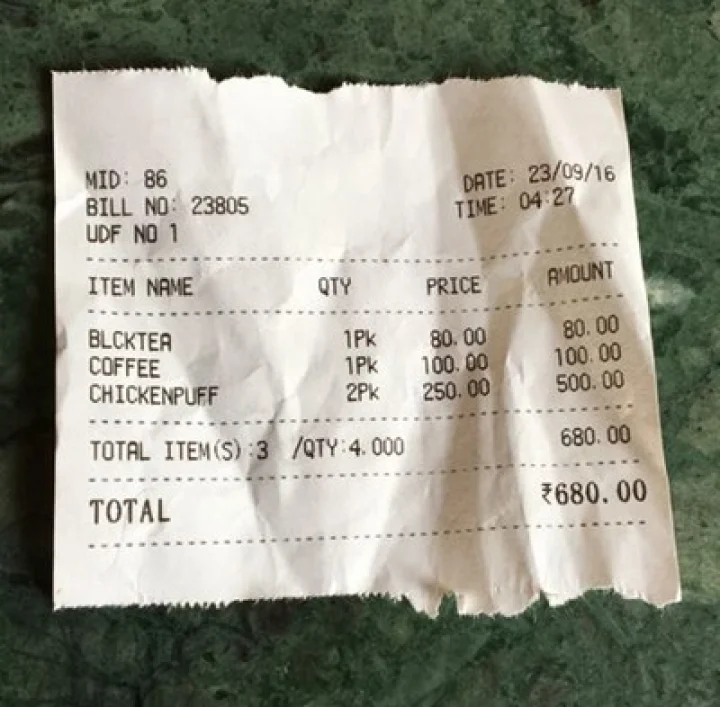 MID: 86 DATE: 23/09/16
BILL NO: 23805 TIME: 04:27
UDF NO 1
ITEM NAME QTY PRICE AMOUNT
BLCKTEA 1Pk 80.00 80.00
COFFEE 1Pk 100.00 100.00
CHICKENPUFF 2Pk 250.00 500.00
TOTAL ITEM(S):3 /QTY:4.000 680.00
TOTAL ₹680.00